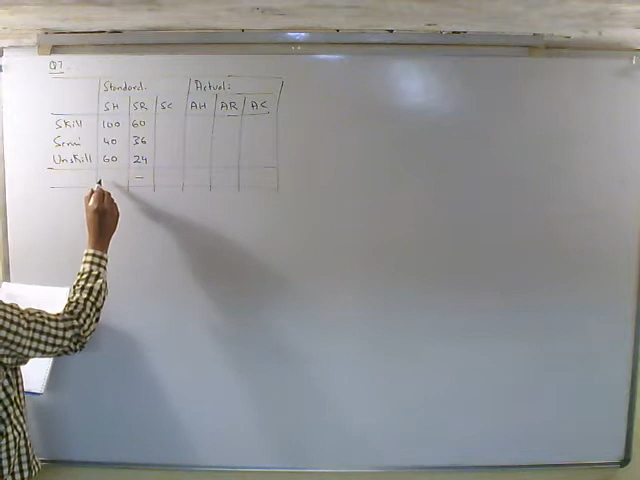 Q7.
Standard. Actual:
SH SR SC AH AR AC
Skill 100 60
Semi 40 36
Unskill 60 24
–